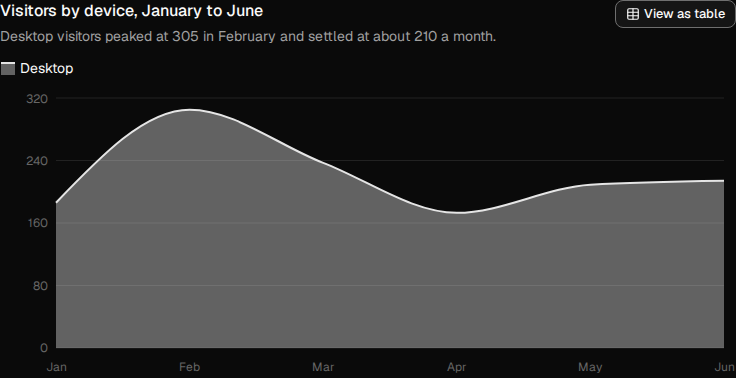 Visitors by device, January to June
View as table
Desktop visitors peaked at 305 in February and settled at about 210 a month.
Desktop
320
240
160
80
0
Jan Feb Mar Apr May Jun